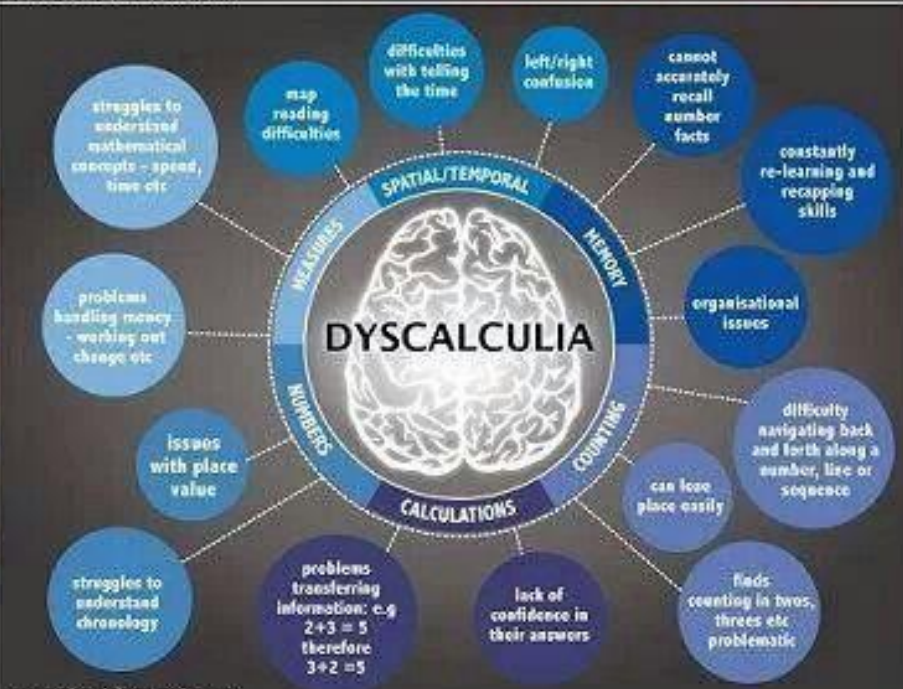 struggles to
understand
mathematical
concepts - speed,
time etc
map
reading
difficulties
difficulties
with telling
the time
left/right
confusion
cannot
accurately
recall
number
facts
constantly
re-learning and
recapping
skills
organisational
issues
difficulty
navigating back
and forth along a
number, line or
sequence
can lose
place easily
finds
counting in twos,
threes etc
problematic
lack of
confidence in
their answers
problems
transferring
information: e.g
2+3 = 5
therefore
3+2 =5
struggles to
understand
chronology
issues
with place
value
problems
handling money
- working out
change etc
MEASURES
SPATIAL/TEMPORAL
MEMORY
COUNTING
CALCULATIONS
NUMBERS
DYSCALCULIA